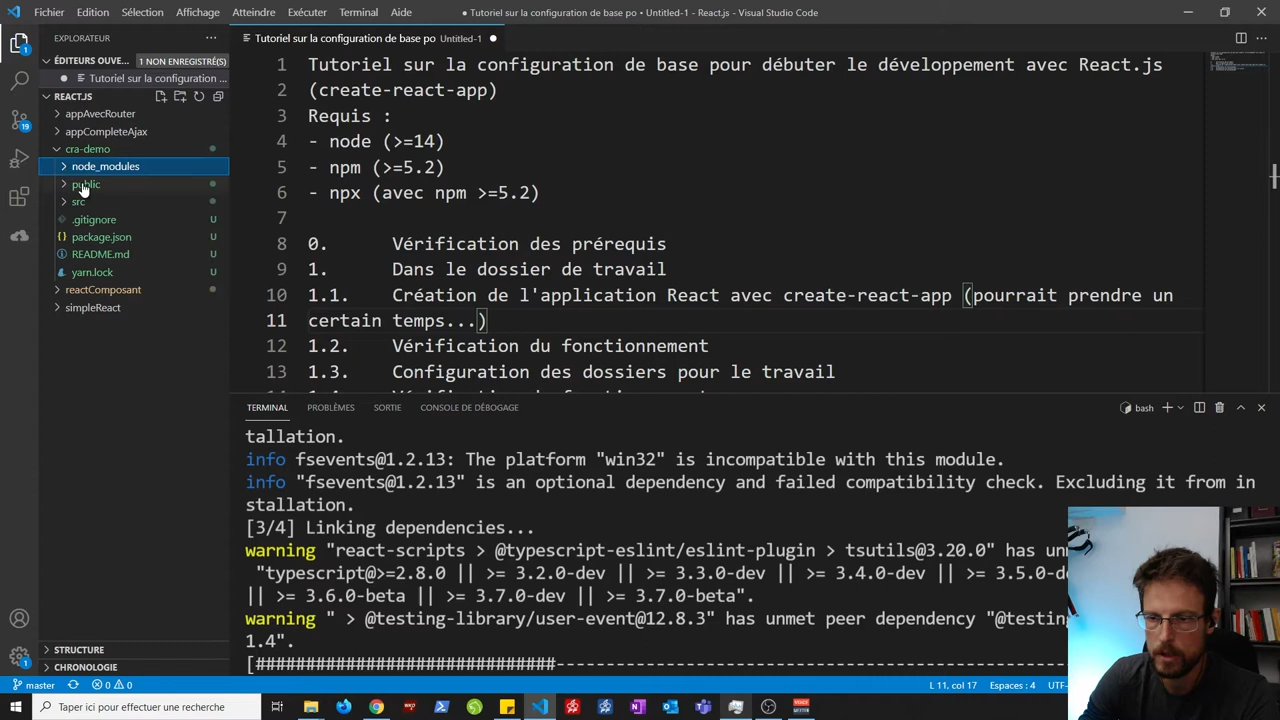 Fichier Edition Sélection Affichage Atteindre Exécuter Terminal Aide
● Tutoriel sur la configuration de base po • Untitled-1 - React.js - Visual Studio Code
EXPLORATEUR
ÉDITEURS OUVE... 1 NON ENREGISTRÉ(S)
Tutoriel sur la configuration ...
REACT.JS
appAvecRouter
appCompleteAjax
cra-demo
node_modules
public
src
.gitignore U
package.json U
README.md U
yarn.lock U
reactComposant
simpleReact
STRUCTURE
CHRONOLOGIE
Tutoriel sur la configuration de base po Untitled-1
1 Tutoriel sur la configuration de base pour débuter le développement avec React.js
2 (create-react-app)
3 Requis :
4 - node (>=14)
5 - npm (>=5.2)
6 - npx (avec npm >=5.2)
7
8 0. Vérification des prérequis
9 1. Dans le dossier de travail
10 1.1. Création de l'application React avec create-react-app (pourrait prendre un
11 certain temps...)
12 1.2. Vérification du fonctionnement
13 1.3. Configuration des dossiers pour le travail
TERMINAL PROBLÈMES SORTIE CONSOLE DE DÉBOGAGE bash
tallation.
info fsevents@1.2.13: The platform "win32" is incompatible with this module.
info "fsevents@1.2.13" is an optional dependency and failed compatibility check. Excluding it from in
stallation.
[3/4] Linking dependencies...
warning "react-scripts > @typescript-eslint/eslint-plugin > tsutils@3.20.0" has unm
"typescript@>=2.8.0 || >= 3.2.0-dev || >= 3.3.0-dev || >= 3.4.0-dev || >= 3.5.0-d
|| >= 3.6.0-beta || >= 3.7.0-dev || >= 3.7.0-beta".
warning " > @testing-library/user-event@12.8.3" has unmet peer dependency "@testing
1.4".
master 0 0 L 11, col 17 Espaces : 4 UTF-
Taper ici pour effectuer une recherche